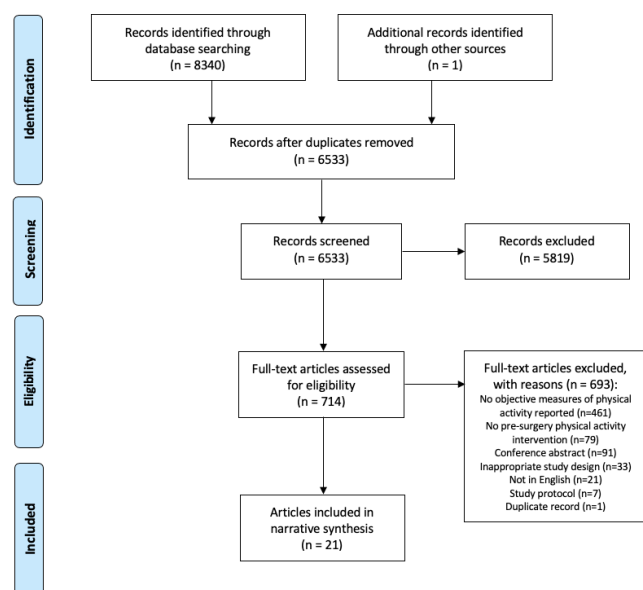 Identification
Records identified through
database searching
(n = 8340)
Additional records identified
through other sources
(n = 1)
Records after duplicates removed
(n = 6533)
Screening
Records screened
(n = 6533)
Records excluded
(n = 5819)
Eligibility
Full-text articles assessed
for eligibility
(n = 714)
Full-text articles excluded,
with reasons (n = 693):
No objective measures of physical
activity reported (n=461)
No pre-surgery physical activity
intervention (n=79)
Conference abstract (n=91)
Inappropriate study design (n=33)
Not in English (n=21)
Study protocol (n=7)
Duplicate record (n=1)
Included
Articles included in
narrative synthesis
(n = 21)